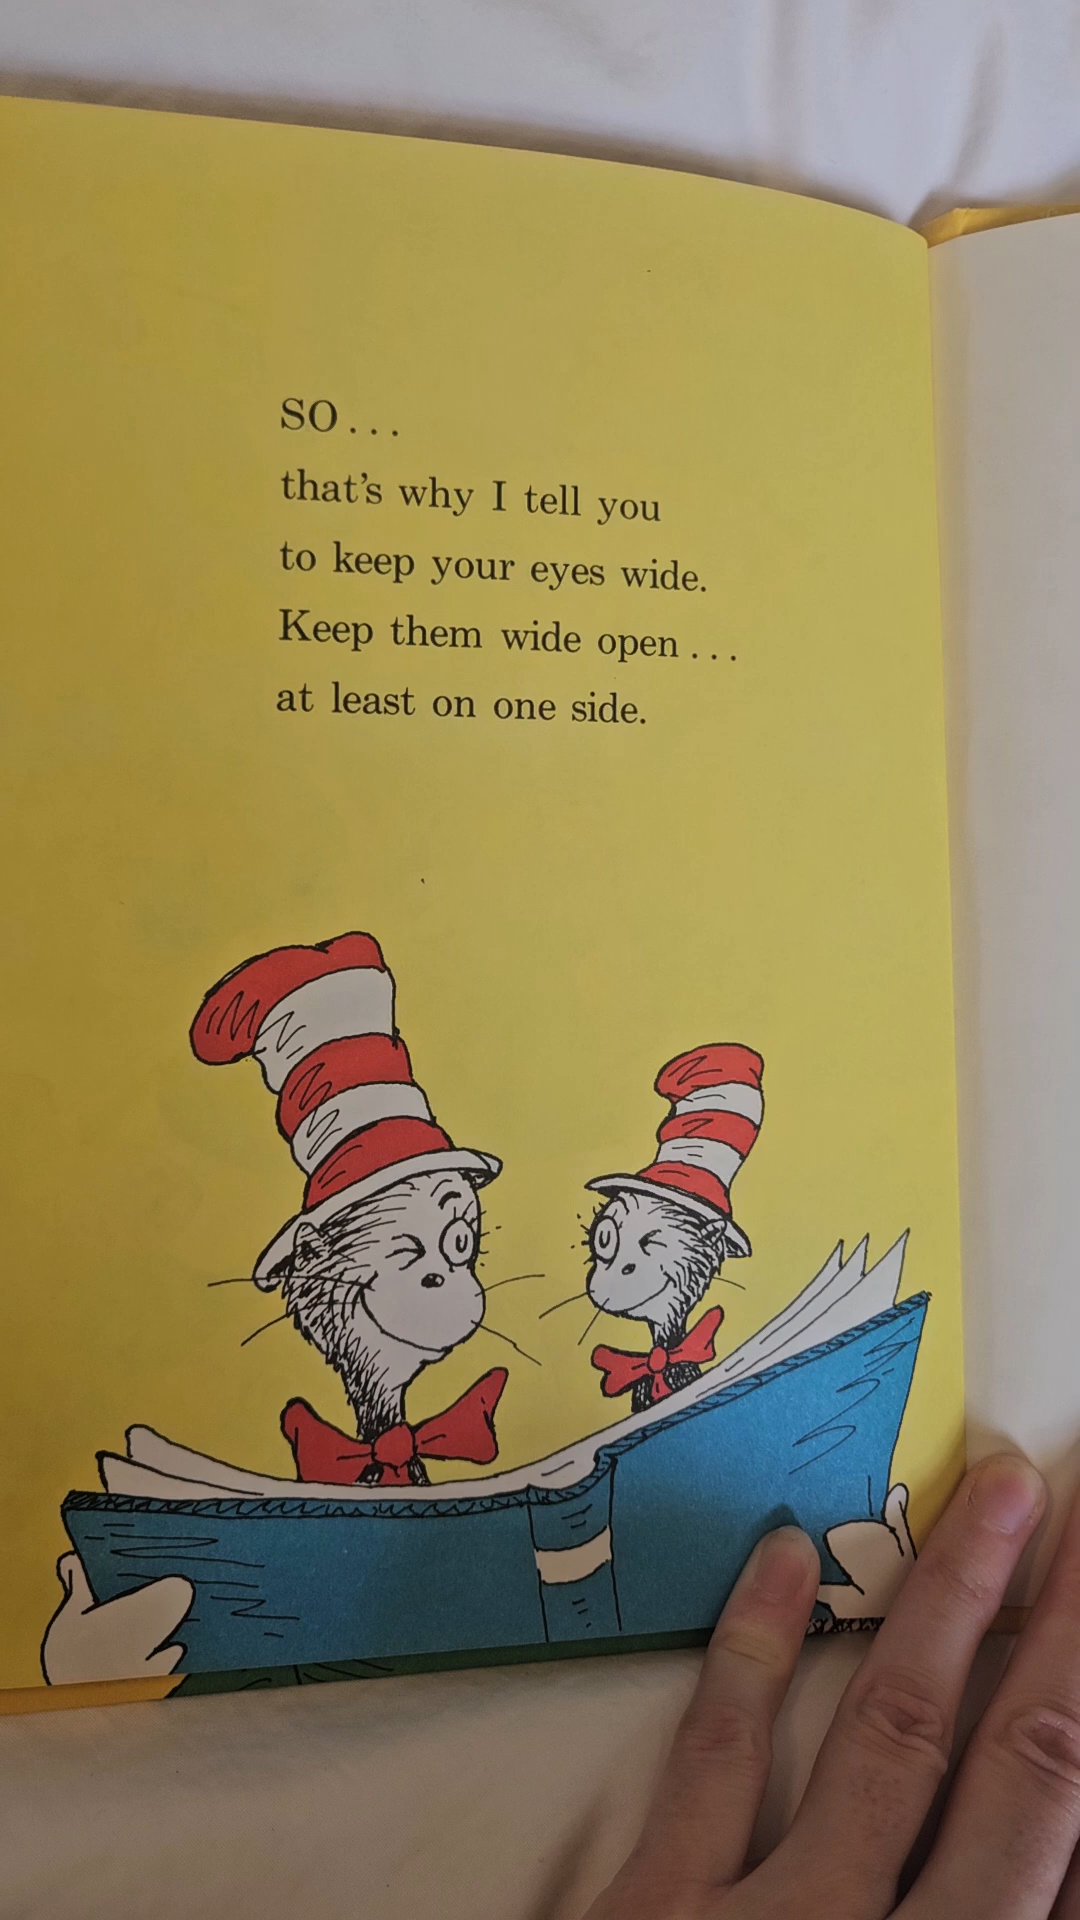 SO...
that's why I tell you
to keep your eyes wide.
Keep them wide open...
at least on one side.